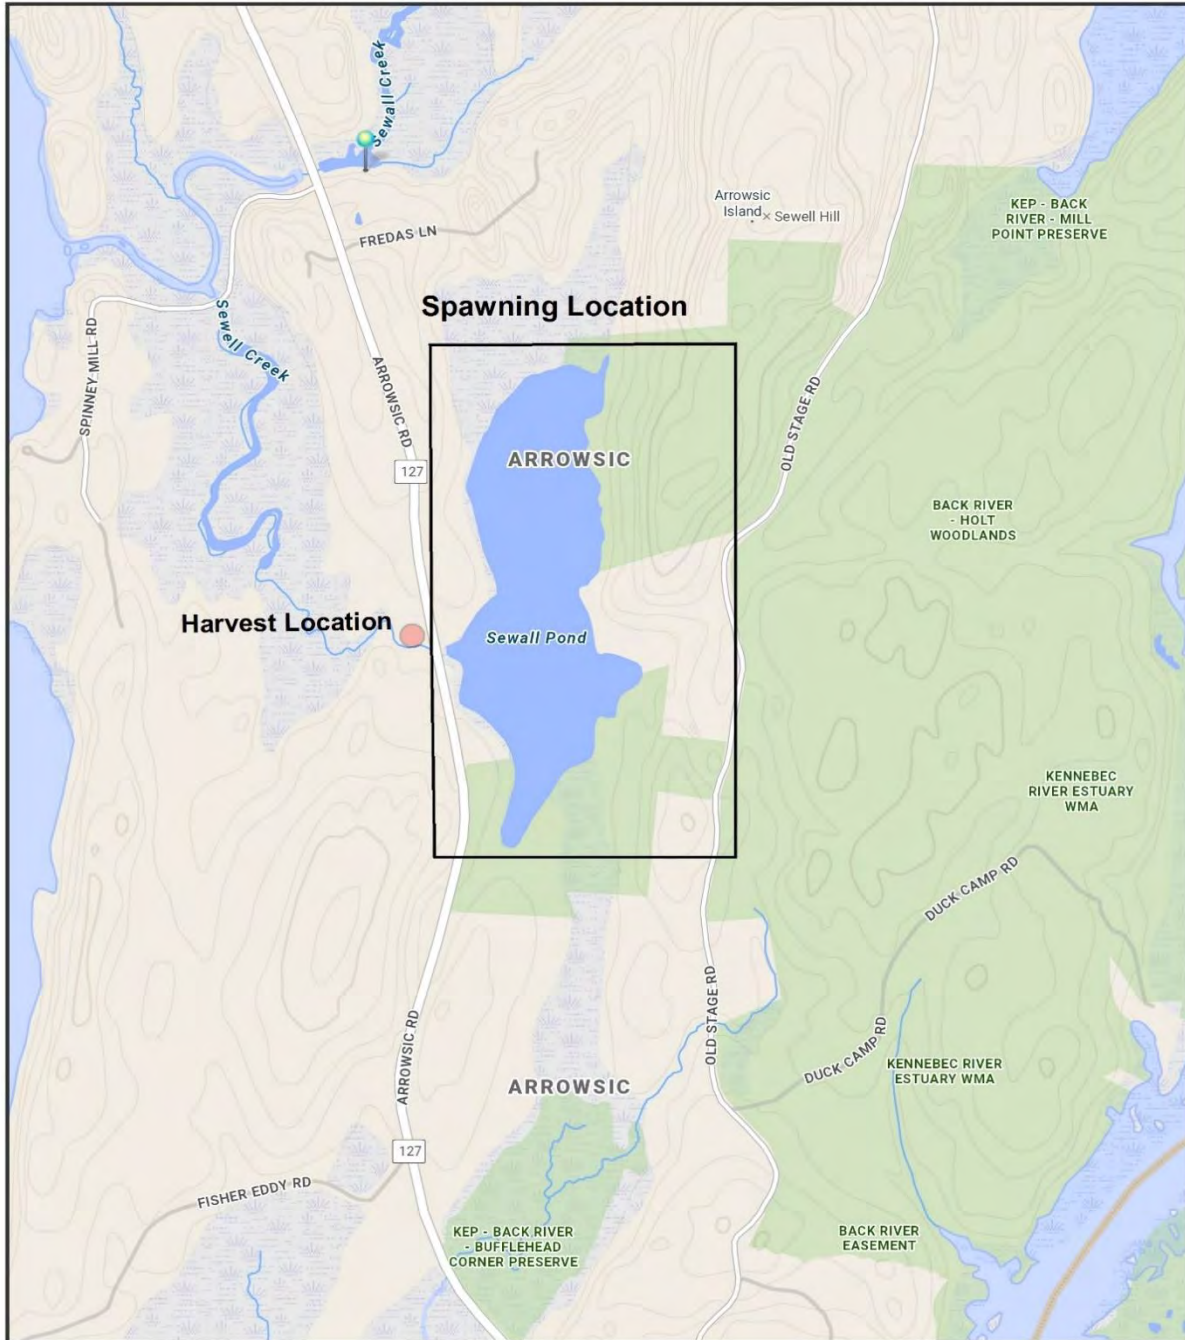 Sewall Creek
Arrowsic
Island
Sewell Hill
KEP - BACK
RIVER - MILL
POINT PRESERVE
FREDAS LN
Spawning Location
Sewell Creek
SPINNEY MILL RD
ARROWSIC RD
OLD STAGE RD
ARROWSIC
127
BACK RIVER
- HOLT
WOODLANDS
Harvest Location
Sewall Pond
KENNEBEC
RIVER ESTUARY
WMA
DUCK CAMP RD
OLD STAGE RD
ARROWSIC RD
DUCK CAMP RD
KENNEBEC RIVER
ESTUARY WMA
ARROWSIC
127
FISHER EDDY RD
KEP - BACK RIVER
- BUFFLEHEAD
CORNER PRESERVE
BACK RIVER
EASEMENT